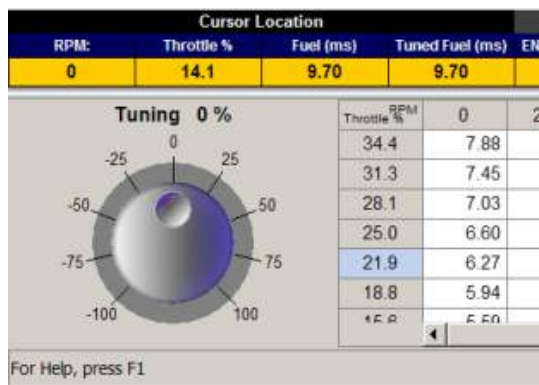 Cursor Location
RPM: Throttle % Fuel (ms) Tuned Fuel (ms) EN
0 14.1 9.70 9.70
Tuning 0 %
0
-25 25
-50 50
-75 75
-100 100
RPM
Throttle % 0 2
34.4 7.88
31.3 7.45
28.1 7.03
25.0 6.60
21.9 6.27
18.8 5.94
For Help, press F1